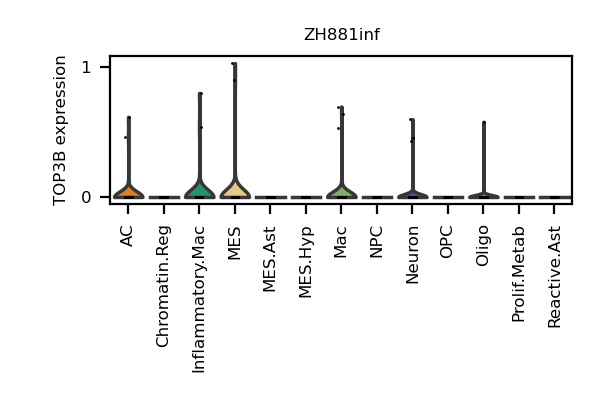 ZH881inf
TOP3B expression
1
0
AC
Chromatin.Reg
Inflammatory.Mac
MES
MES.Ast
MES.Hyp
Mac
NPC
Neuron
OPC
Oligo
Prolif.Metab
Reactive.Ast